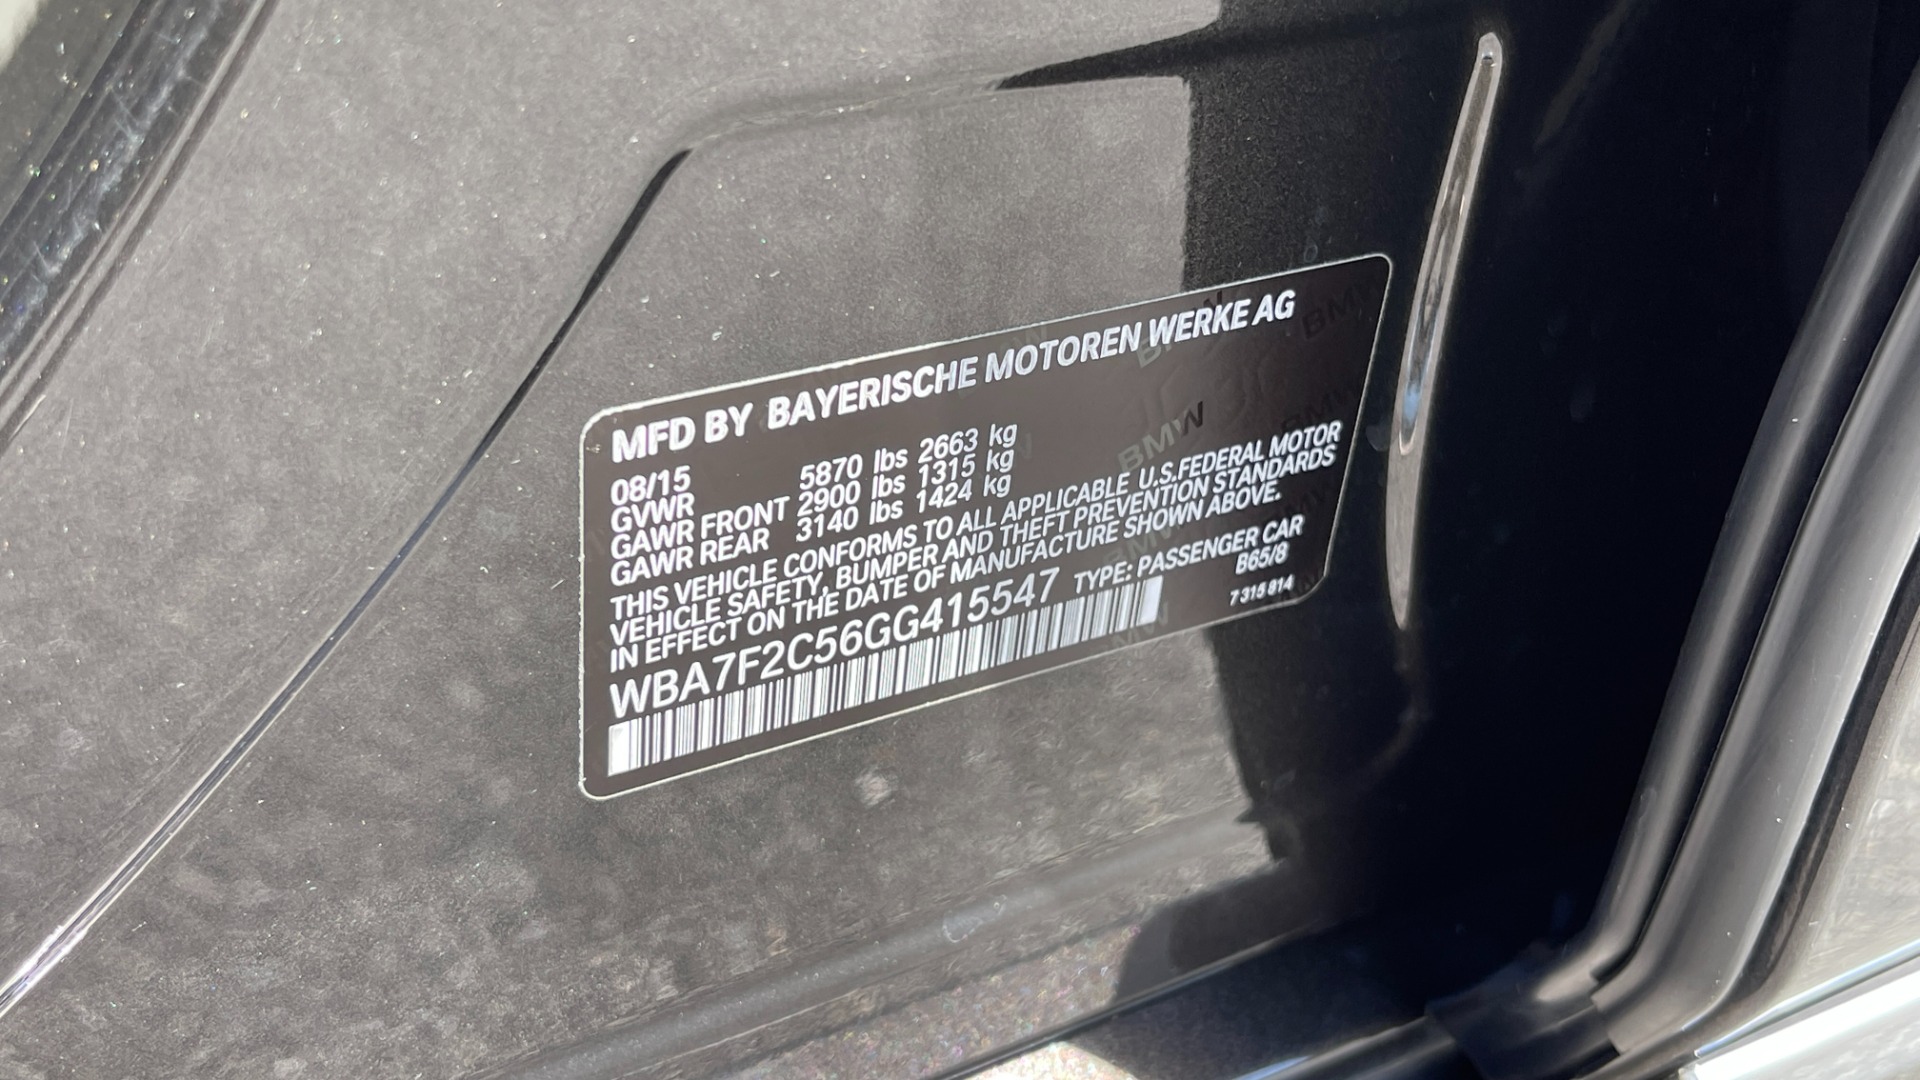 MFD BY BAYERISCHE MOTOREN WERKE AG
08/15
GVWR 5870 lbs 2663 kg
GAWR FRONT 2900 lbs 1315 kg
GAWR REAR 3140 lbs 1424 kg
THIS VEHICLE CONFORMS TO ALL APPLICABLE U.S.FEDERAL MOTOR
VEHICLE SAFETY, BUMPER AND THEFT PREVENTION STANDARDS
IN EFFECT ON THE DATE OF MANUFACTURE SHOWN ABOVE.
WBA7F2C56GG415547 TYPE: PASSENGER CAR
B65/8
7 315 814
BMW